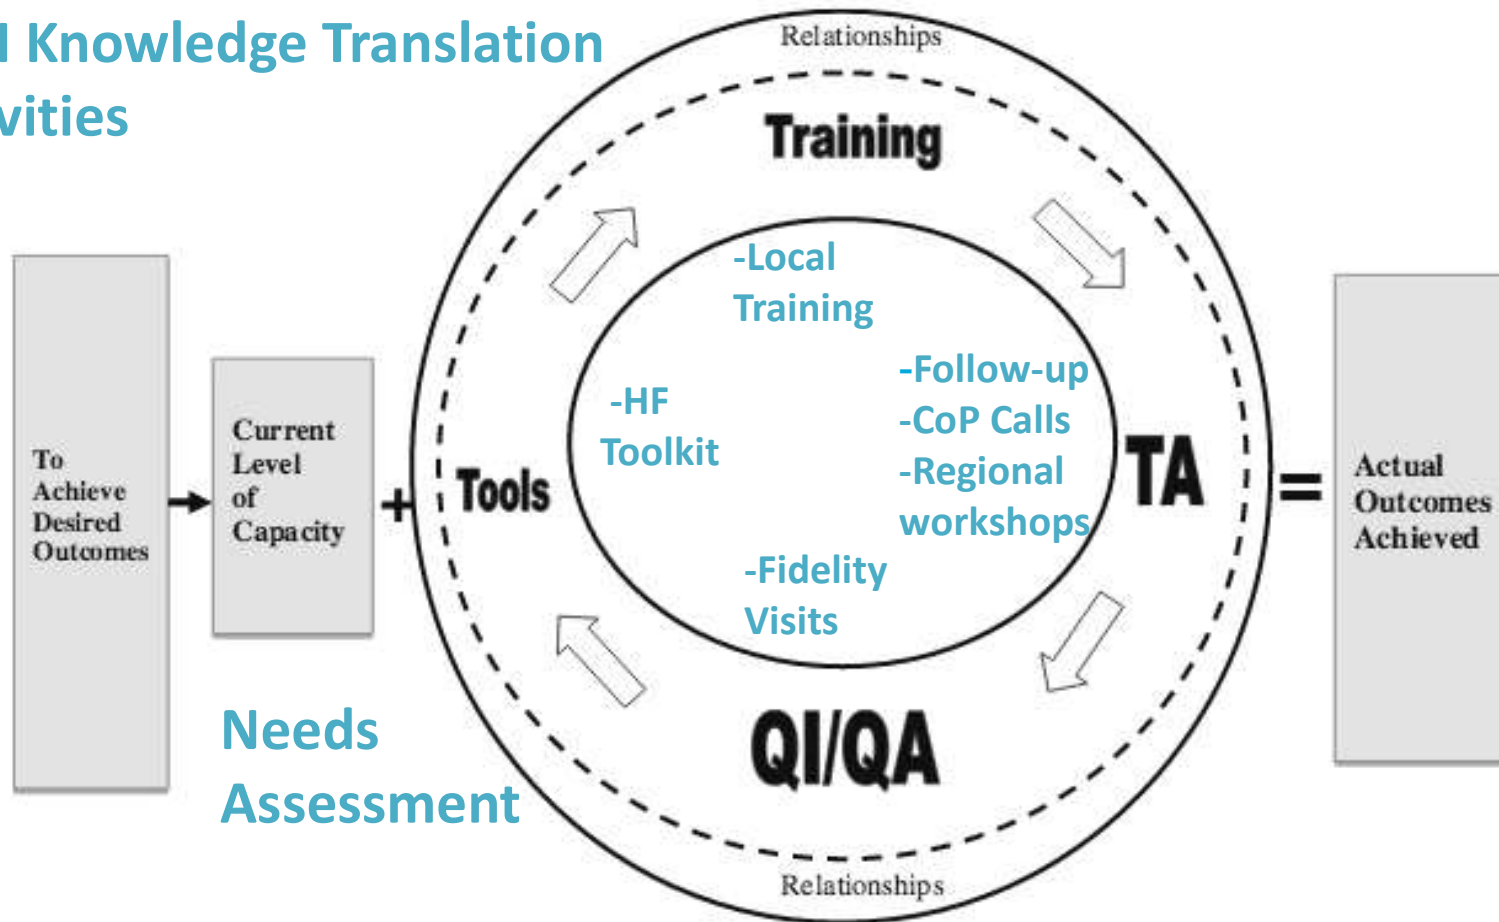 Knowledge Translation
Relationships
Training
-Local
Training
-HF
Toolkit
-Follow-up
-CoP Calls
-Regional
workshops
-Fidelity
Visits
To
Achieve
Desired
Outcomes
Current
Level
of
Capacity
+
Tools
TA
=
Actual
Outcomes
Achieved
QI/QA
Needs
Assessment
Relationships